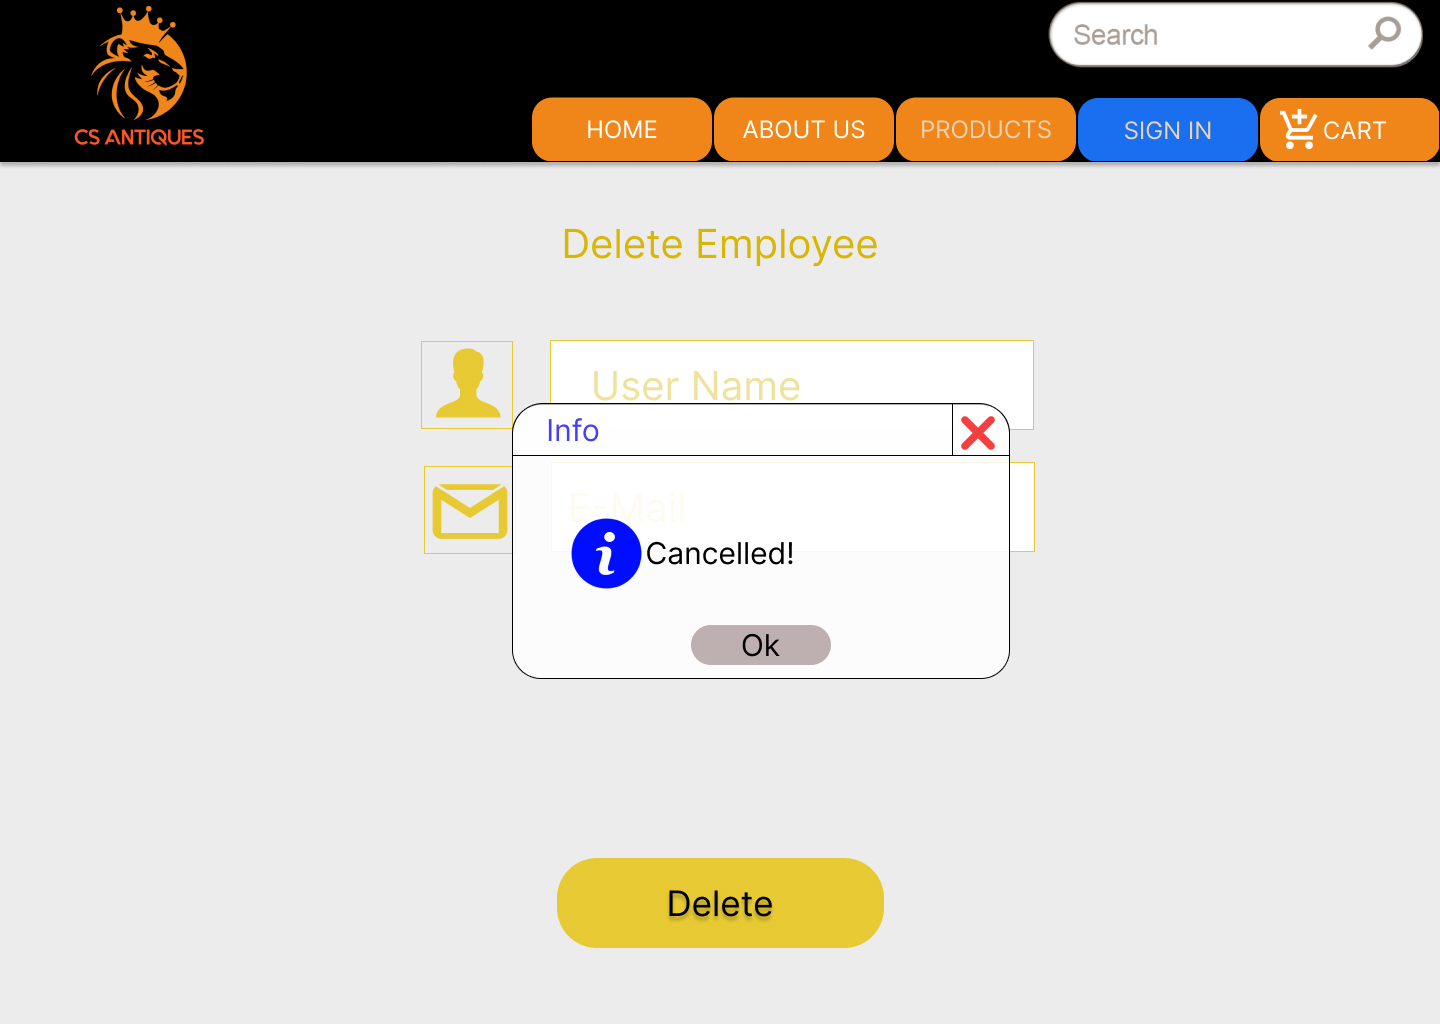 CS ANTIQUES
Search
HOME
ABOUT US
PRODUCTS
SIGN IN
CART
Delete Employee
User Name
Info
E-Mail
Cancelled!
Ok
Delete